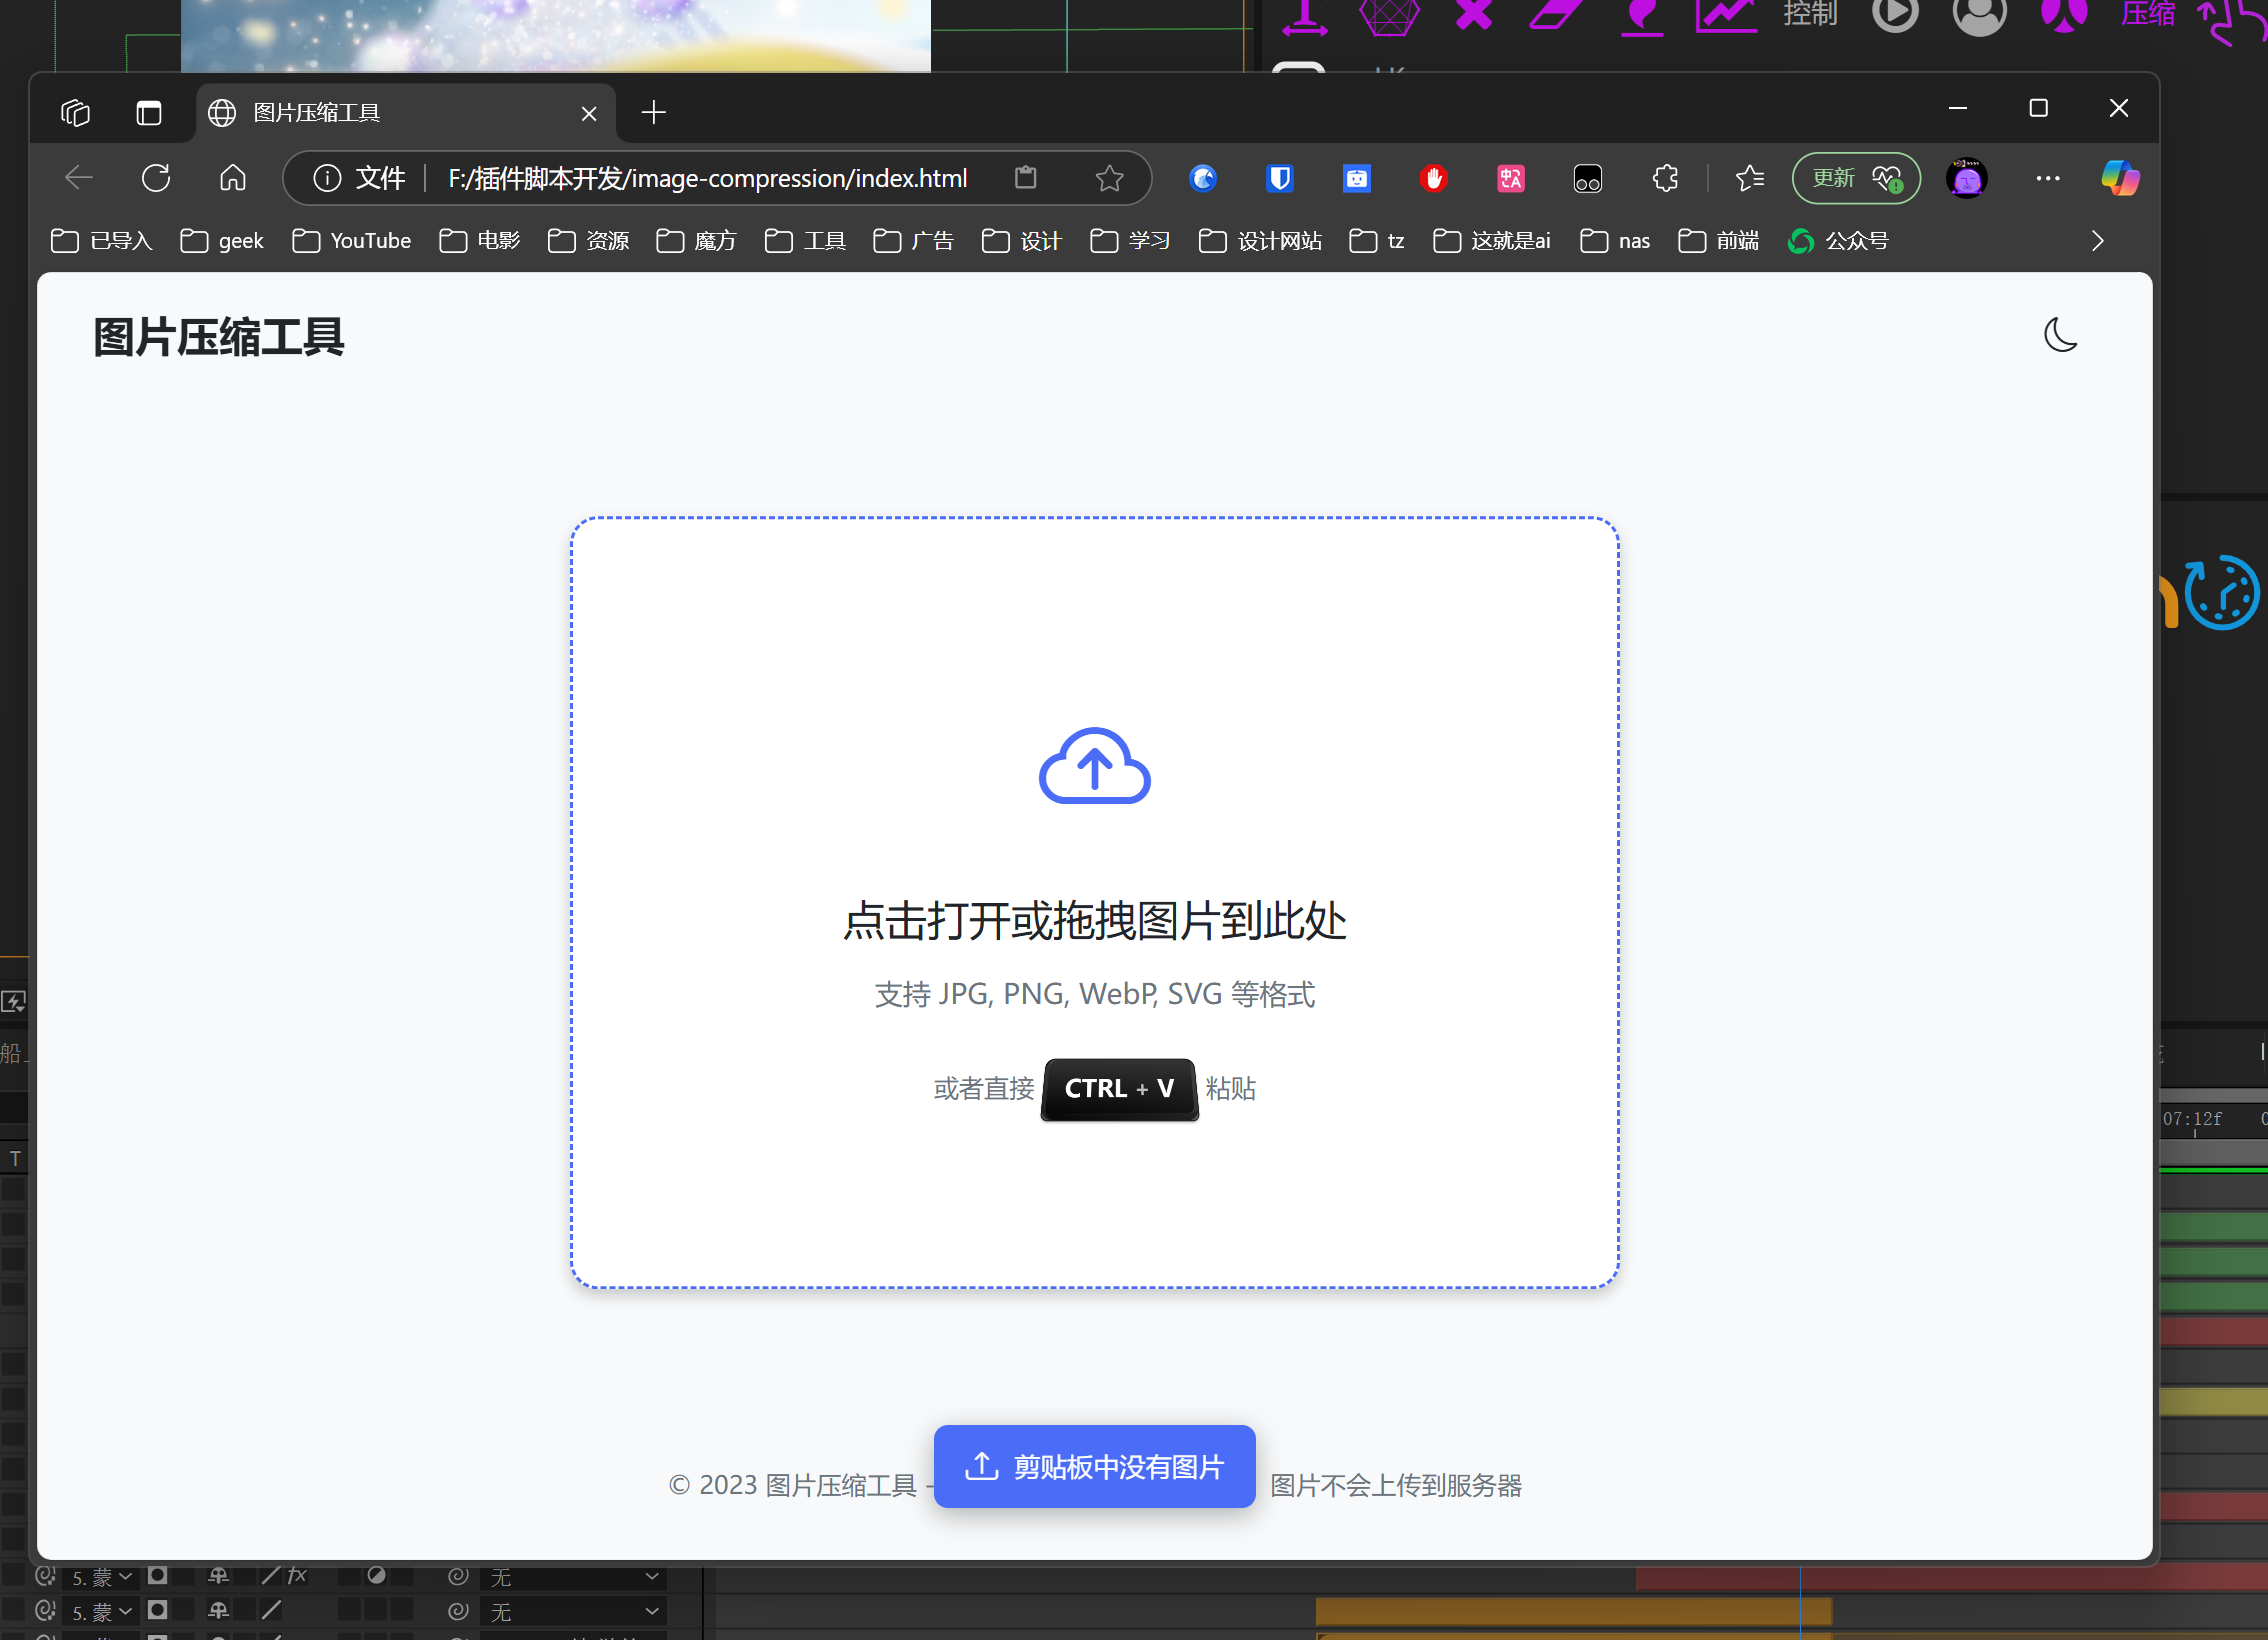 控制
压缩
图片压缩工具
文件 F:/插件脚本开发/image-compression/index.html
更新
已导入 geek YouTube 电影 资源 魔方 工具 广告 设计 学习 设计网站 tz 这就是ai nas 前端 公众号
图片压缩工具
点击打开或拖拽图片到此处
支持 JPG, PNG, WebP, SVG 等格式
或者直接 CTRL + V 粘贴
剪贴板中没有图片
© 2023 图片压缩工具 - 图片不会上传到服务器
船
07:12f
T
5. 蒙 fx 无
5. 蒙 无